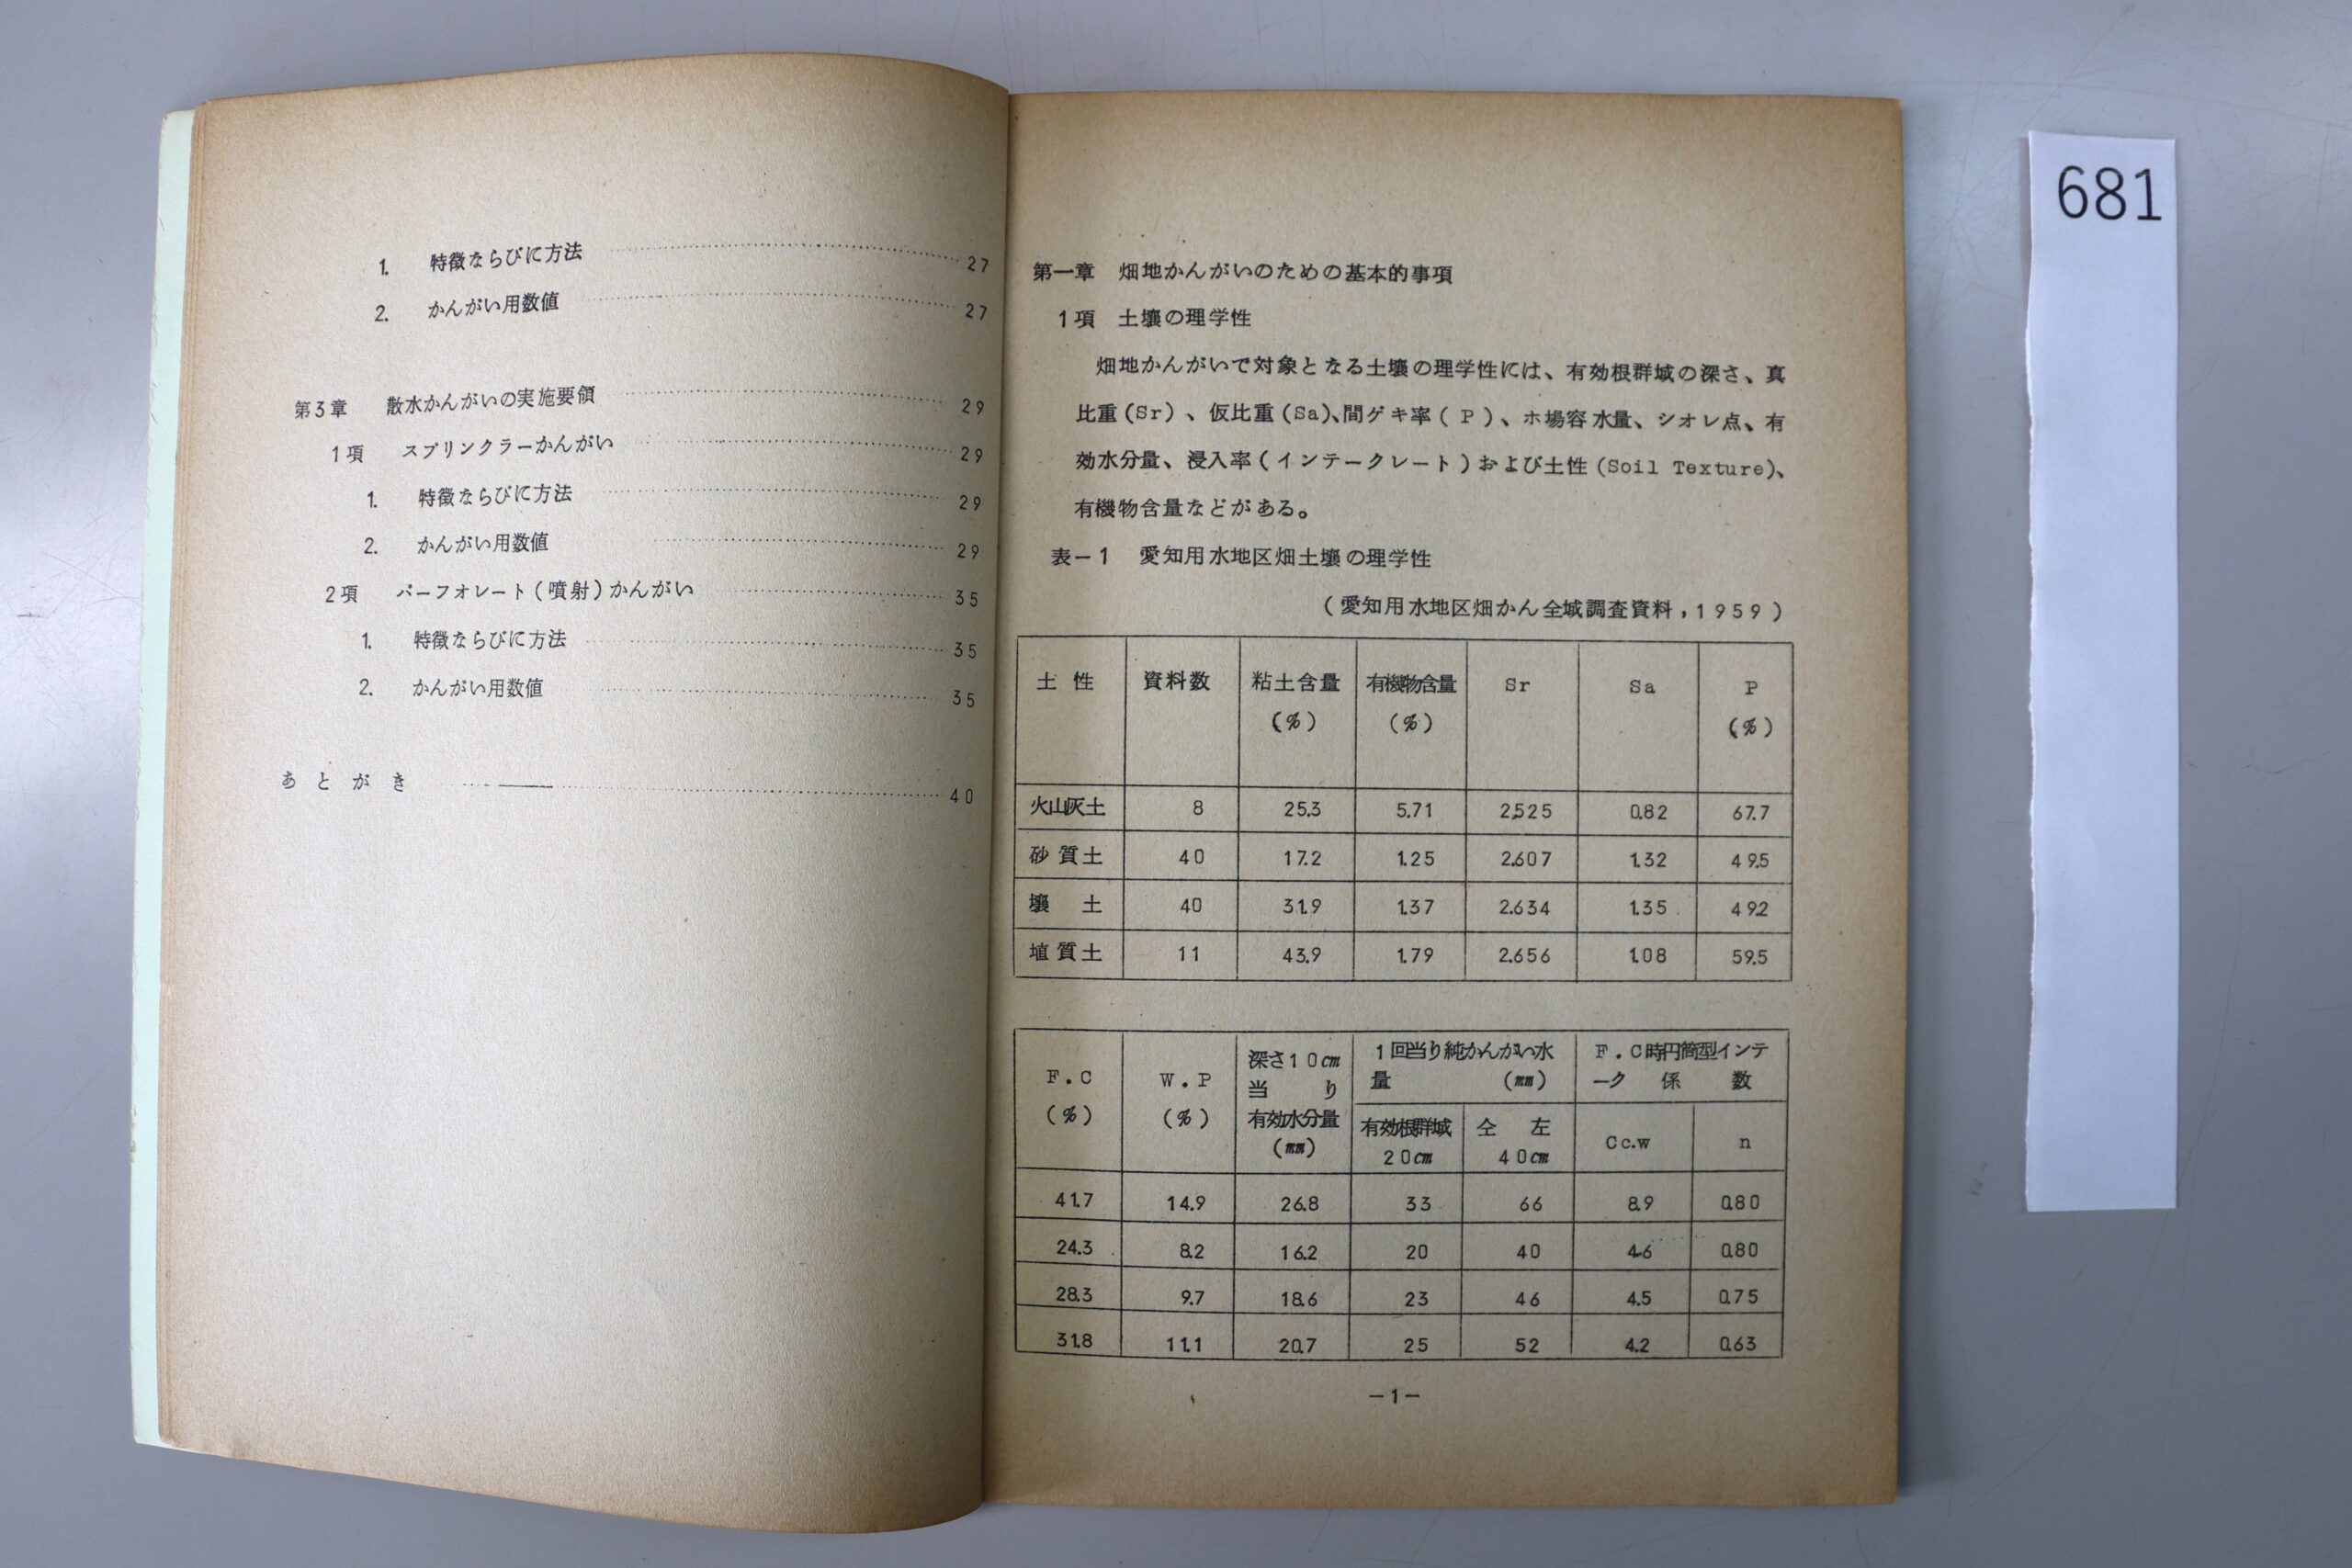 1. 特徴ならびに方法 27
2. かんがい用数値 27
第3章 散水かんがいの実施要領 29
1項 スプリンクラーかんがい 29
1. 特徴ならびに方法 29
2. かんがい用数値 29
2項 パーフオレート(噴射)かんがい 35
1. 特徴ならびに方法 35
2. かんがい用数値 35
あとがき 40
第一章 畑地かんがいのための基本的事項
1項 土壤の理学性
畑地かんがいで対象となる土壤の理学性には、有効根群域の深さ、真
比重(Sr)、仮比重(Sa)、間ゲキ率(P)、ホ場容水量、シオレ点、有
効水分量、浸入率(インテークレート)および土性(Soil Texture)、
有機物含量などがある。
表-1 愛知用水地区畑土壤の理学性
(愛知用水地区畑かん全域調査資料,1959)
土性 資料数 粘土含量 有機物含量 Sr Sa P
(%) (%) (%)
火山灰土 8 25.3 5.71 2.525 0.82 67.7
砂質土 40 17.2 1.25 2.607 1.32 49.5
壤土 40 31.9 1.37 2.634 1.35 49.2
埴質土 11 43.9 1.79 2.656 1.08 59.5
F.C (%) W.P (%) 深さ10cm当り有効水分量(mm) 1回当り純かんがい水量(mm) F.C時円筒型インテーク係数
有効根群域20cm 仝左40cm Cc.w n
41.7 14.9 26.8 33 66 8.9 0.80
24.3 8.2 16.2 20 40 4.6 0.80
28.3 9.7 18.6 23 46 4.5 0.75
31.8 11.1 20.7 25 52 4.2 0.63
-1-
681